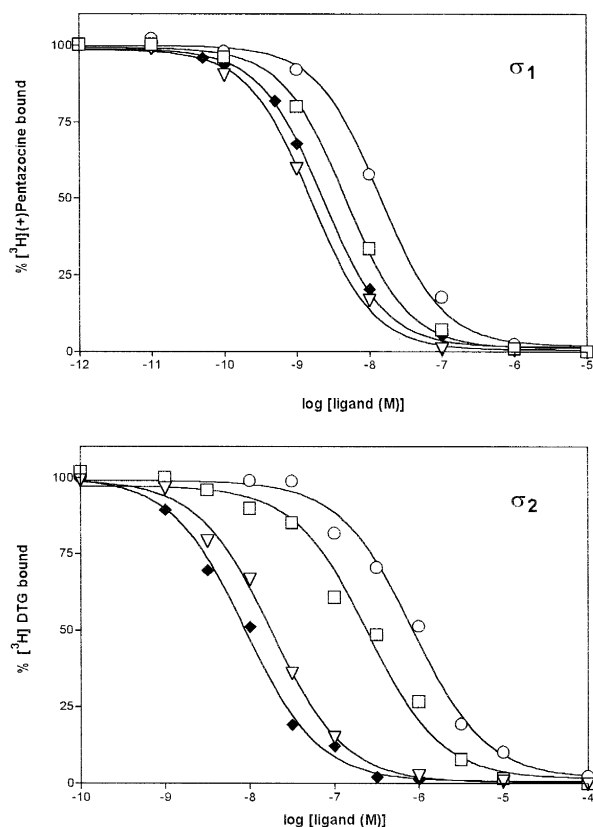 σ1
% [³H](+)Pentazocine bound
100
75
50
25
0
-12 -11 -10 -9 -8 -7 -6 -5
log [ligand (M)]
σ2
% [³H] DTG bound
100
75
50
25
0
-10 -9 -8 -7 -6 -5 -4
log [ligand (M)]